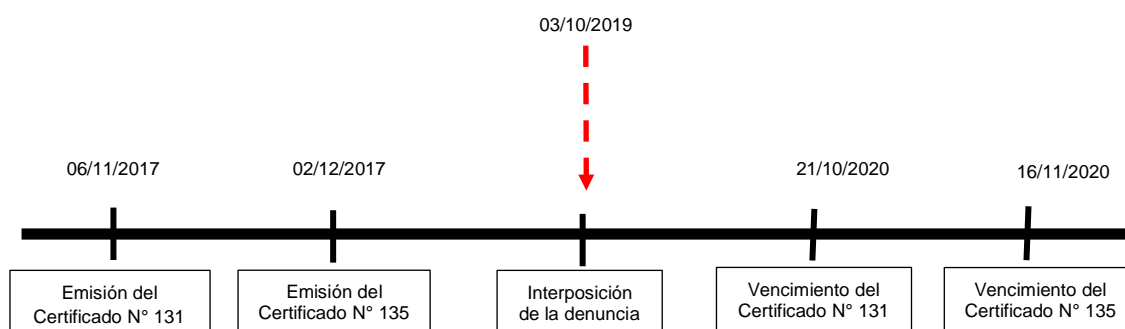 03/10/2019
06/11/2017
02/12/2017
21/10/2020
16/11/2020
Emisión del
Certificado N° 131
Emisión del
Certificado N° 135
Interposición
de la denuncia
Vencimiento del
Certificado N° 131
Vencimiento del
Certificado N° 135